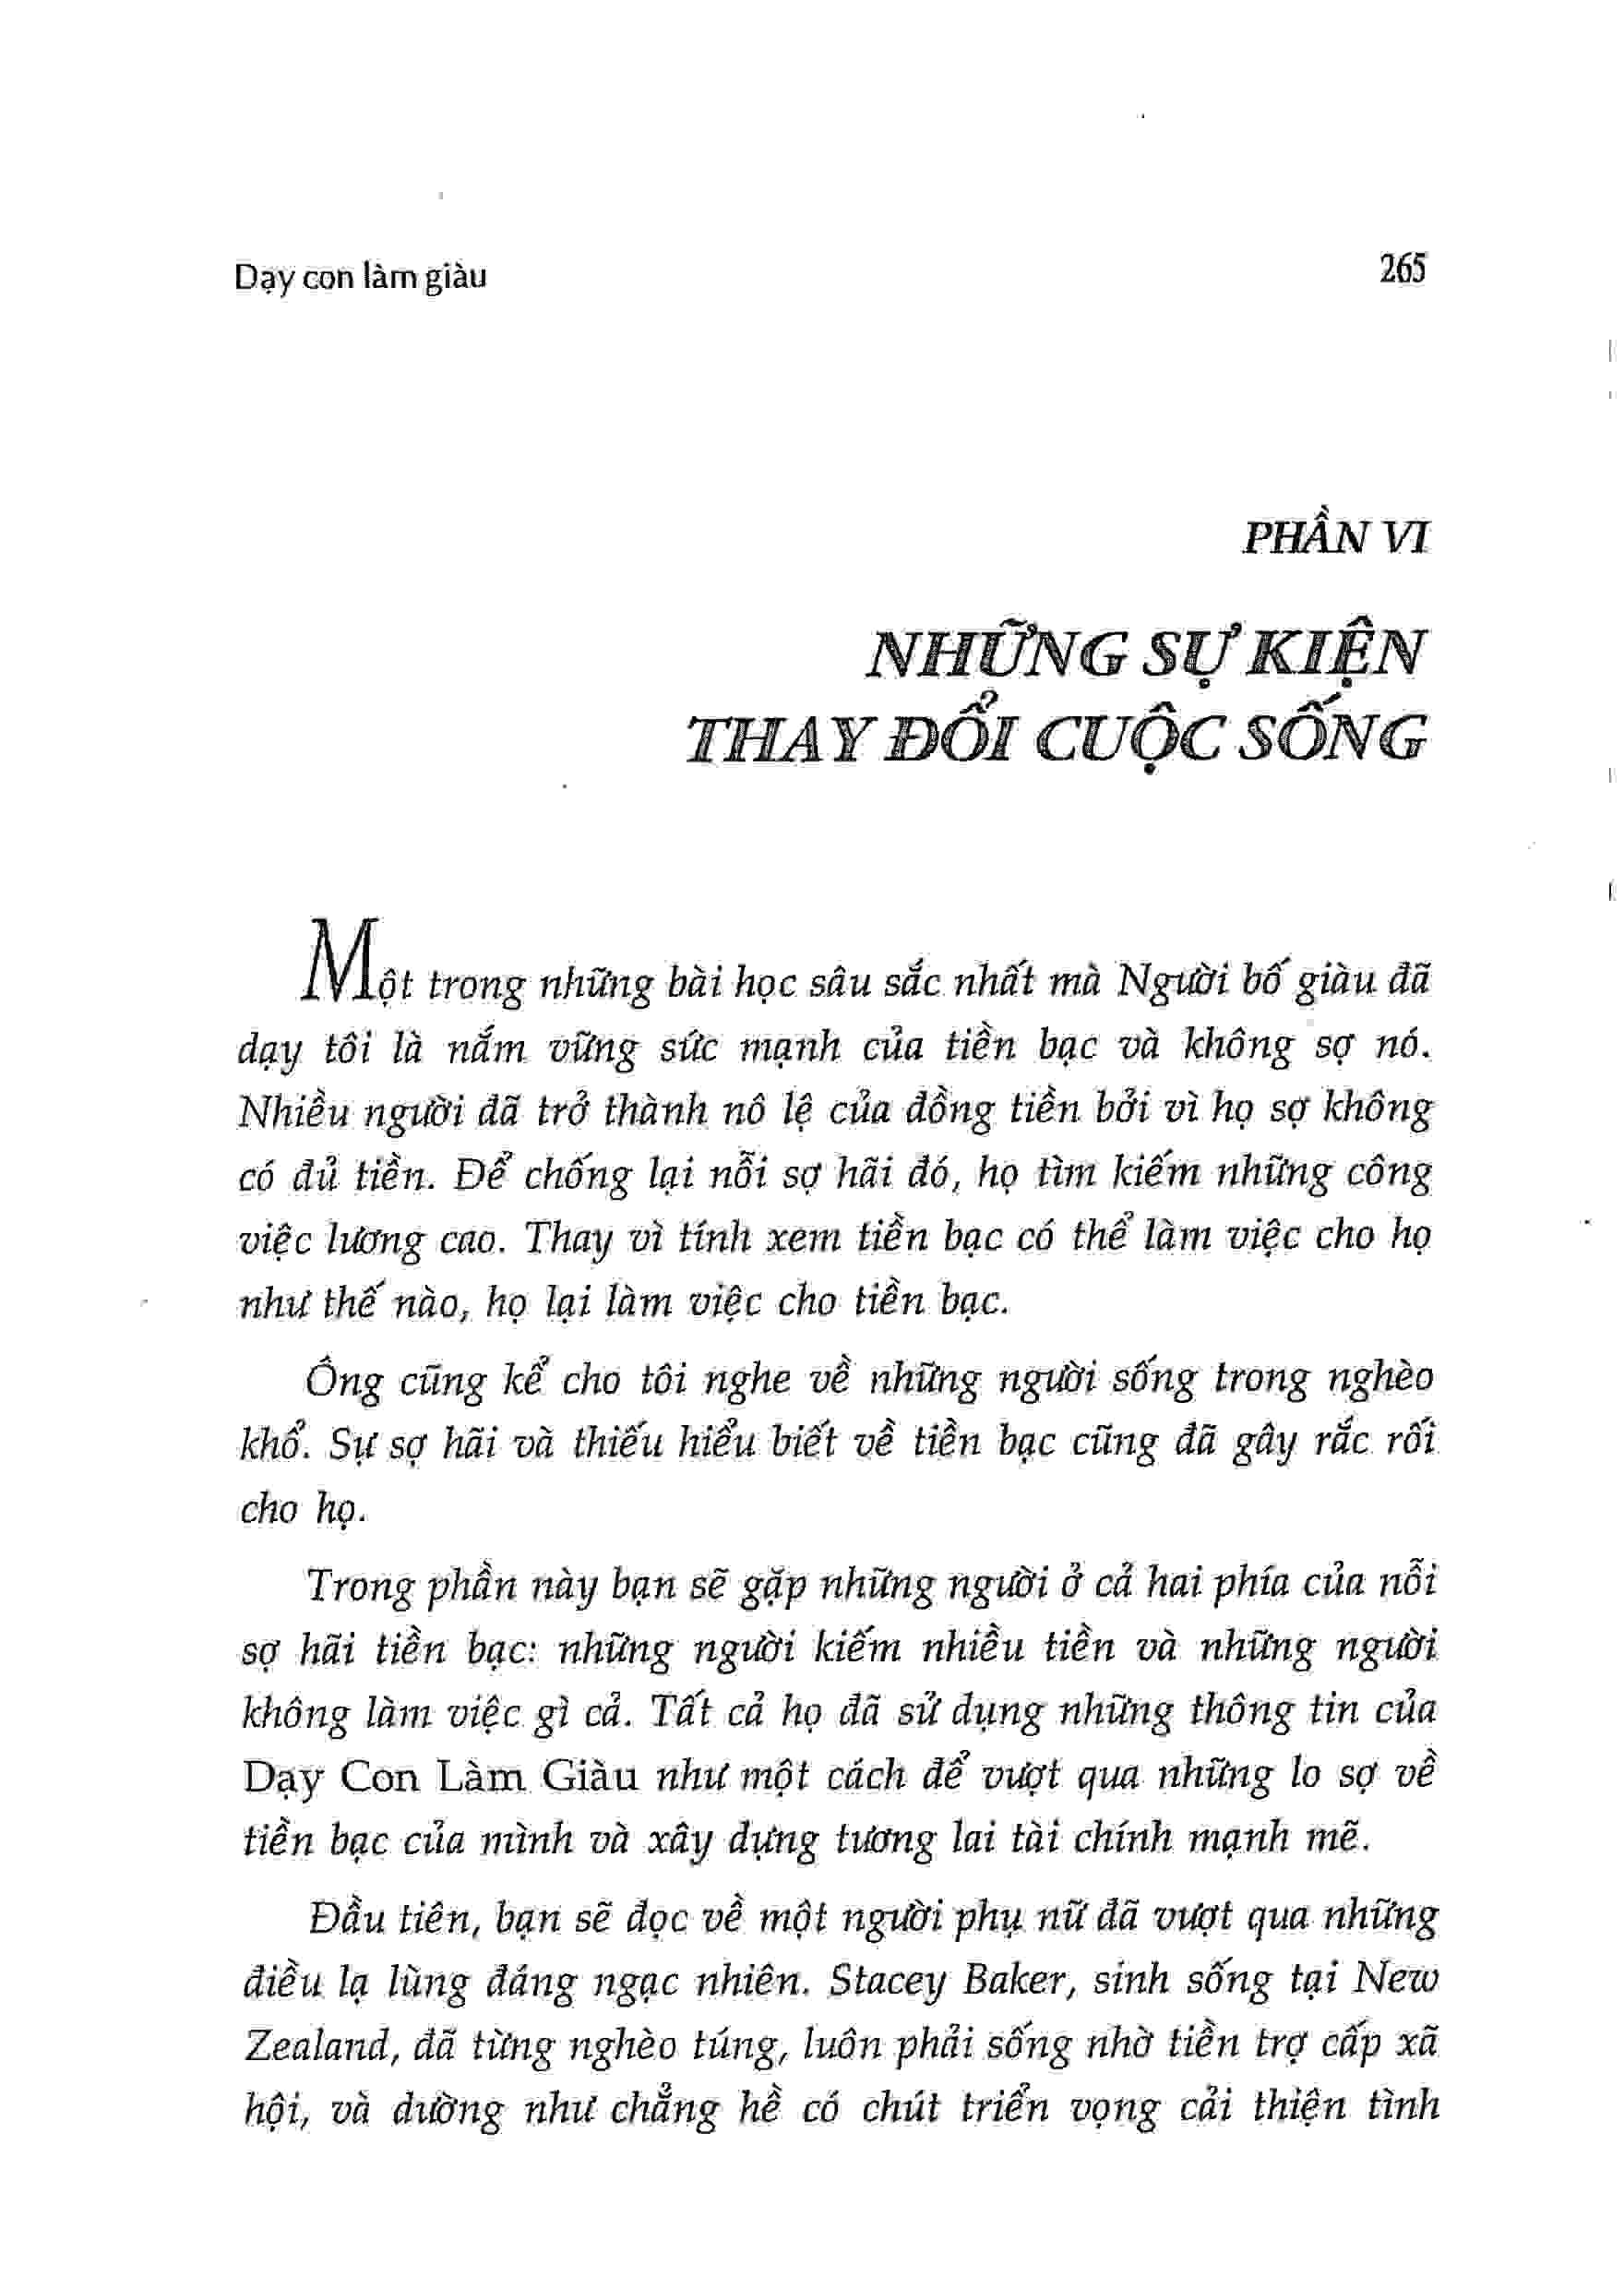 Dạy con làm giàu
265
PHẦN VI
NHỮNG SỰ KIỆN
THAY ĐỔI CUỘC SỐNG
Một trong những bài học sâu sắc nhất mà Người bố giàu đã
dạy tôi là nắm vững sức mạnh của tiền bạc và không sợ nó.
Nhiều người đã trở thành nô lệ của đồng tiền bởi vì họ sợ không
có đủ tiền. Để chống lại nỗi sợ hãi đó, họ tìm kiếm những công
việc lương cao. Thay vì tính xem tiền bạc có thể làm việc cho họ
như thế nào, họ lại làm việc cho tiền bạc.
Ông cũng kể cho tôi nghe về những người sống trong nghèo
khổ. Sự sợ hãi và thiếu hiểu biết về tiền bạc cũng đã gây rắc rối
cho họ.
Trong phần này bạn sẽ gặp những người ở cả hai phía của nỗi
sợ hãi tiền bạc: những người kiếm nhiều tiền và những người
không làm việc gì cả. Tất cả họ đã sử dụng những thông tin của
Dạy Con Làm Giàu như một cách để vượt qua những lo sợ về
tiền bạc của mình và xây dựng tương lai tài chính mạnh mẽ.
Đầu tiên, bạn sẽ đọc về một người phụ nữ đã vượt qua những
điều lạ lùng đáng ngạc nhiên. Stacey Baker, sinh sống tại New
Zealand, đã từng nghèo túng, luôn phải sống nhờ tiền trợ cấp xã
hội, và dường như chẳng hề có chút triển vọng cải thiện tình